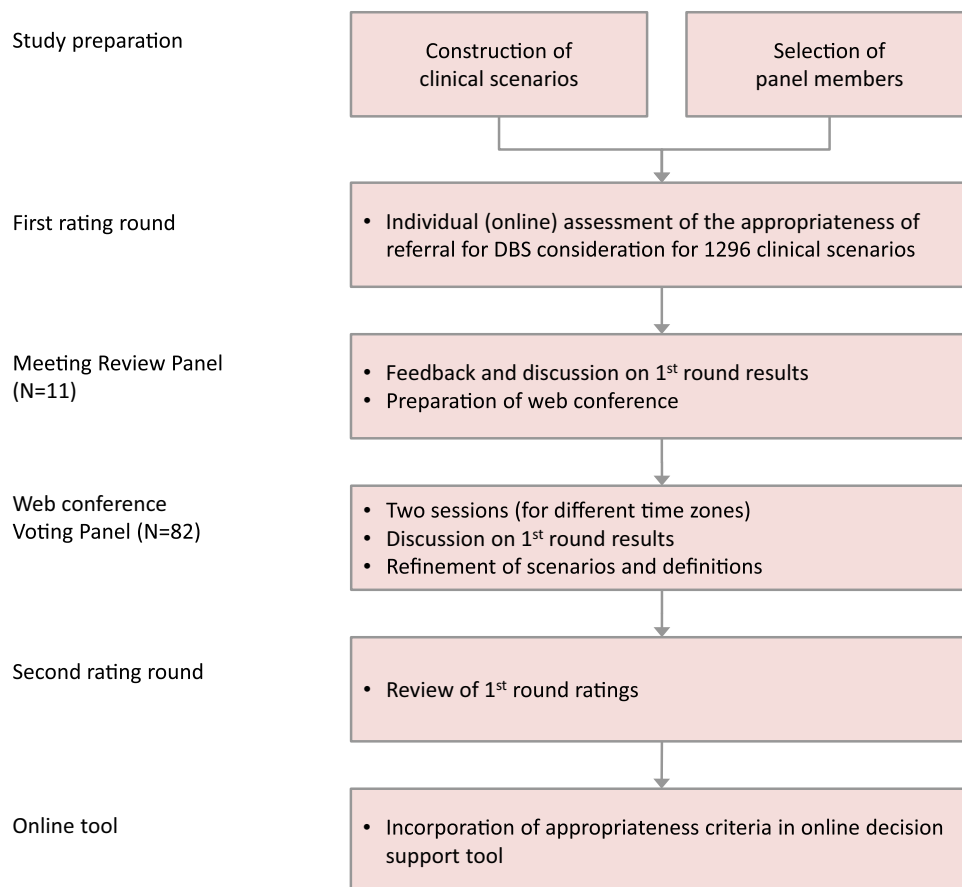 Study preparation
Construction of
clinical scenarios
Selection of
panel members
First rating round
• Individual (online) assessment of the appropriateness of
referral for DBS consideration for 1296 clinical scenarios
Meeting Review Panel
(N=11)
• Feedback and discussion on 1st round results
• Preparation of web conference
Web conference
Voting Panel (N=82)
• Two sessions (for different time zones)
• Discussion on 1st round results
• Refinement of scenarios and definitions
Second rating round
• Review of 1st round ratings
Online tool
• Incorporation of appropriateness criteria in online decision
support tool